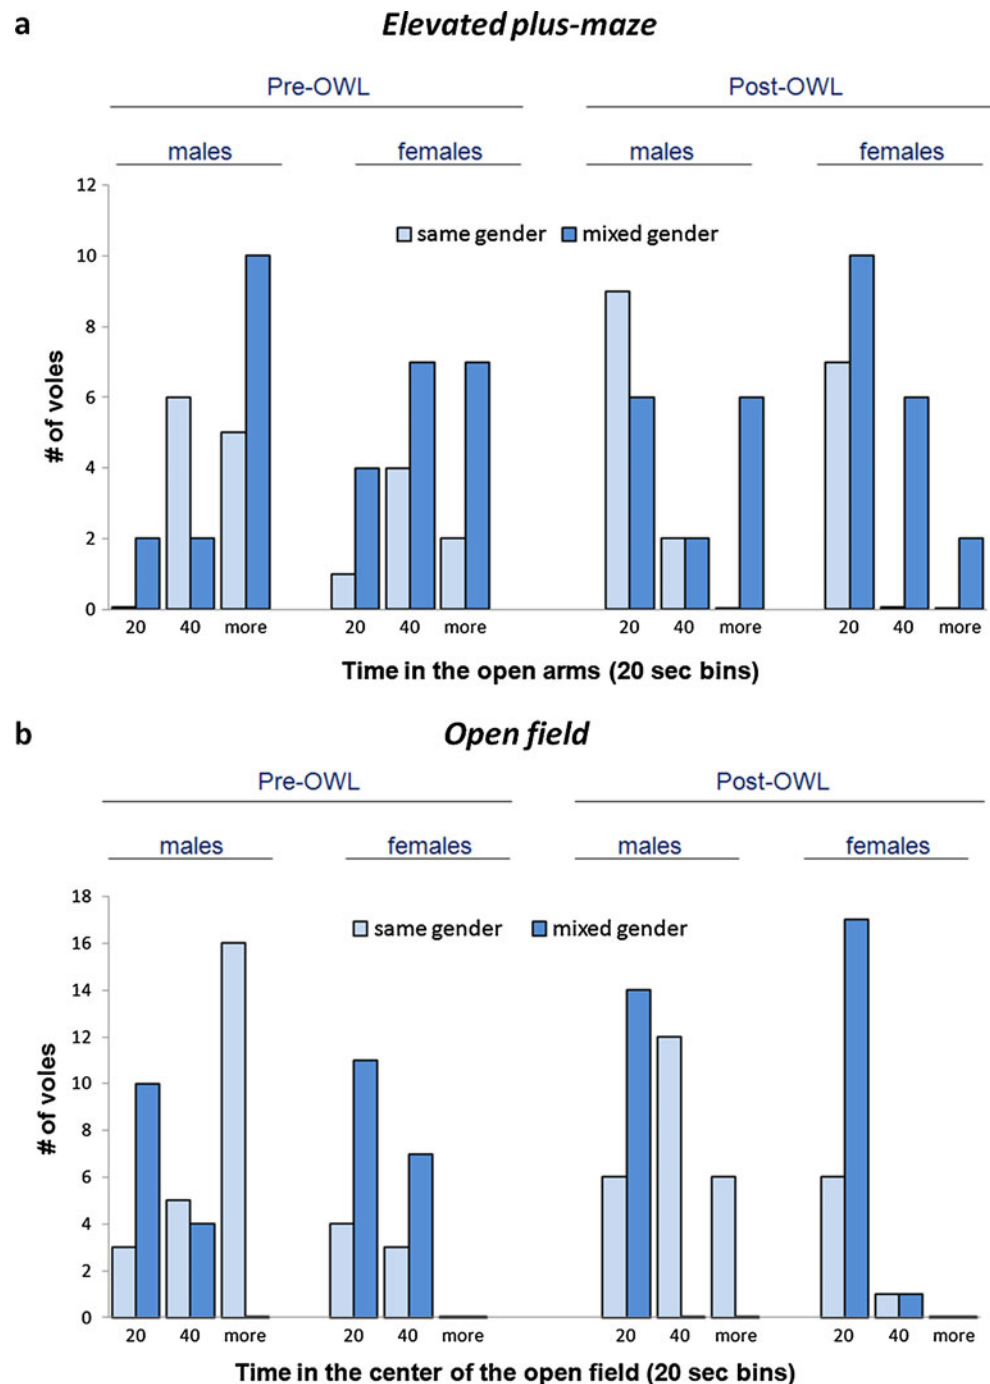 a
Elevated plus-maze
Pre-OWL Post-OWL
males females males females
12
same gender mixed gender
10
8
6
4
2
0
# of voles
20 40 more 20 40 more 20 40 more 20 40 more
Time in the open arms (20 sec bins)
b
Open field
Pre-OWL Post-OWL
males females males females
18
same gender mixed gender
16
14
12
10
8
6
4
2
0
# of voles
20 40 more 20 40 more 20 40 more 20 40 more
Time in the center of the open field (20 sec bins)